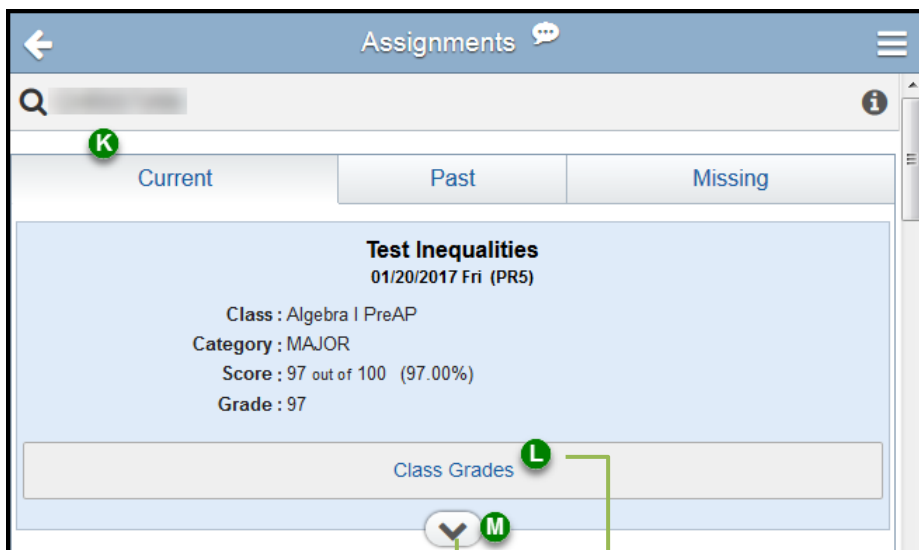 Assignments
K
Current Past Missing
Test Inequalities
01/20/2017 Fri (PR5)
Class : Algebra I PreAP
Category : MAJOR
Score : 97 out of 100 (97.00%)
Grade : 97
Class Grades L
M